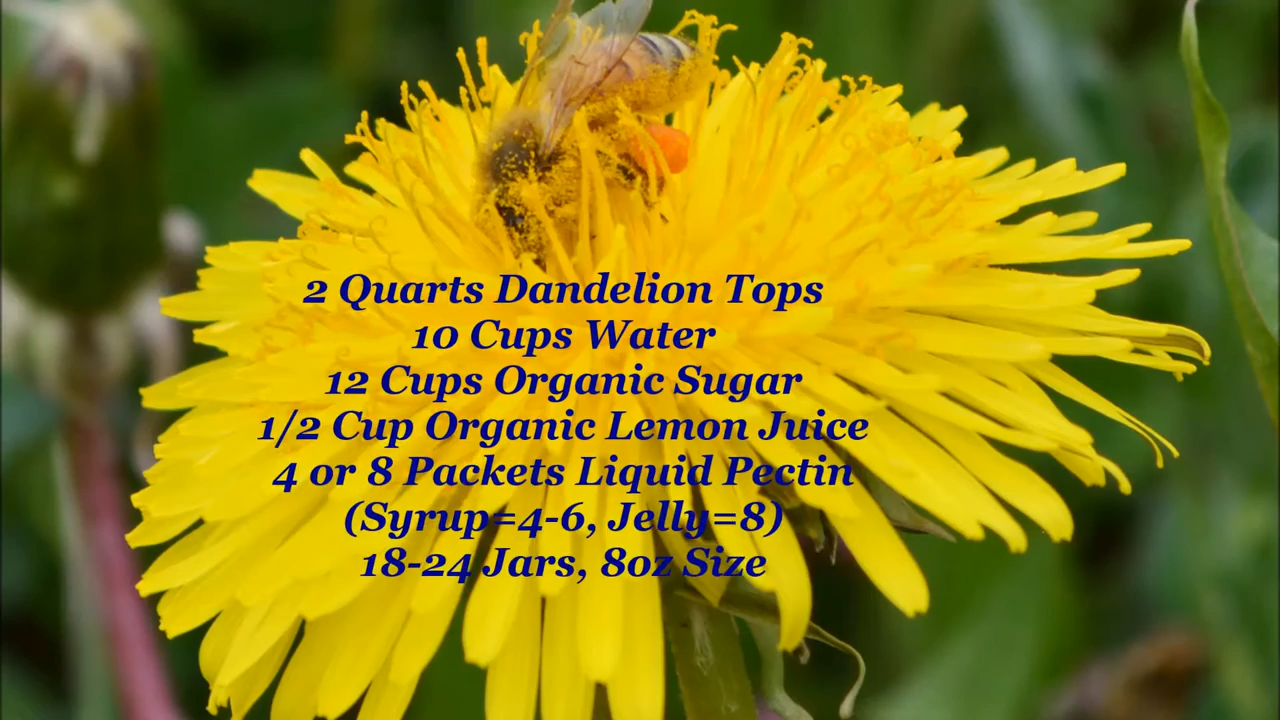 2 Quarts Dandelion Tops
10 Cups Water
12 Cups Organic Sugar
1/2 Cup Organic Lemon Juice
4 or 8 Packets Liquid Pectin
(Syrup=4-6, Jelly=8)
18-24 Jars, 8oz Size